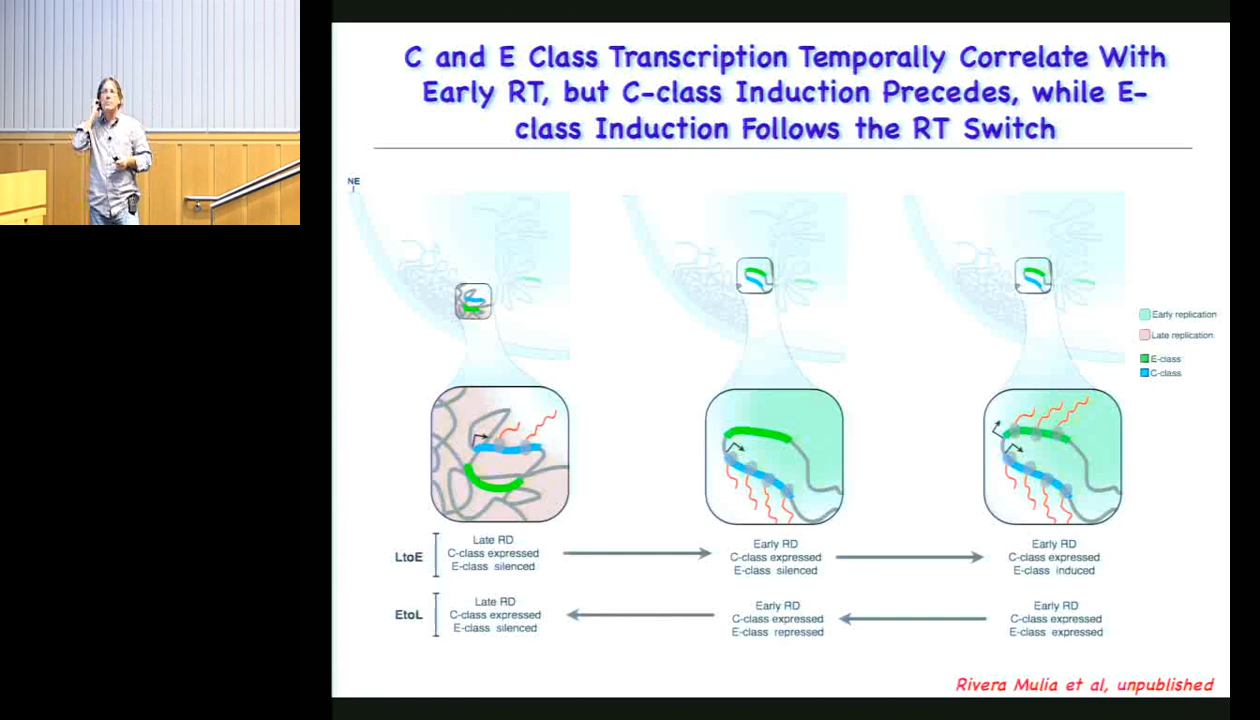 C and E Class Transcription Temporally Correlate With
Early RT, but C-class Induction Precedes, while E-
class Induction Follows the RT Switch
NE
Early replication
Late replication
E-class
C-class
LtoE
Late RD
C-class expressed
E-class silenced
Early RD
C-class expressed
E-class silenced
Early RD
C-class expressed
E-class induced
EtoL
Late RD
C-class expressed
E-class silenced
Early RD
C-class expressed
E-class repressed
Early RD
C-class expressed
E-class expressed
Rivera Mulia et al, unpublished